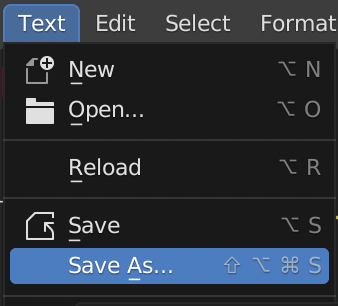 Text Edit Select Format
New ⌥ N
Open... ⌥ O
Reload ⌥ R
Save ⌥ S
Save As... ⇧ ⌥ ⌘ S